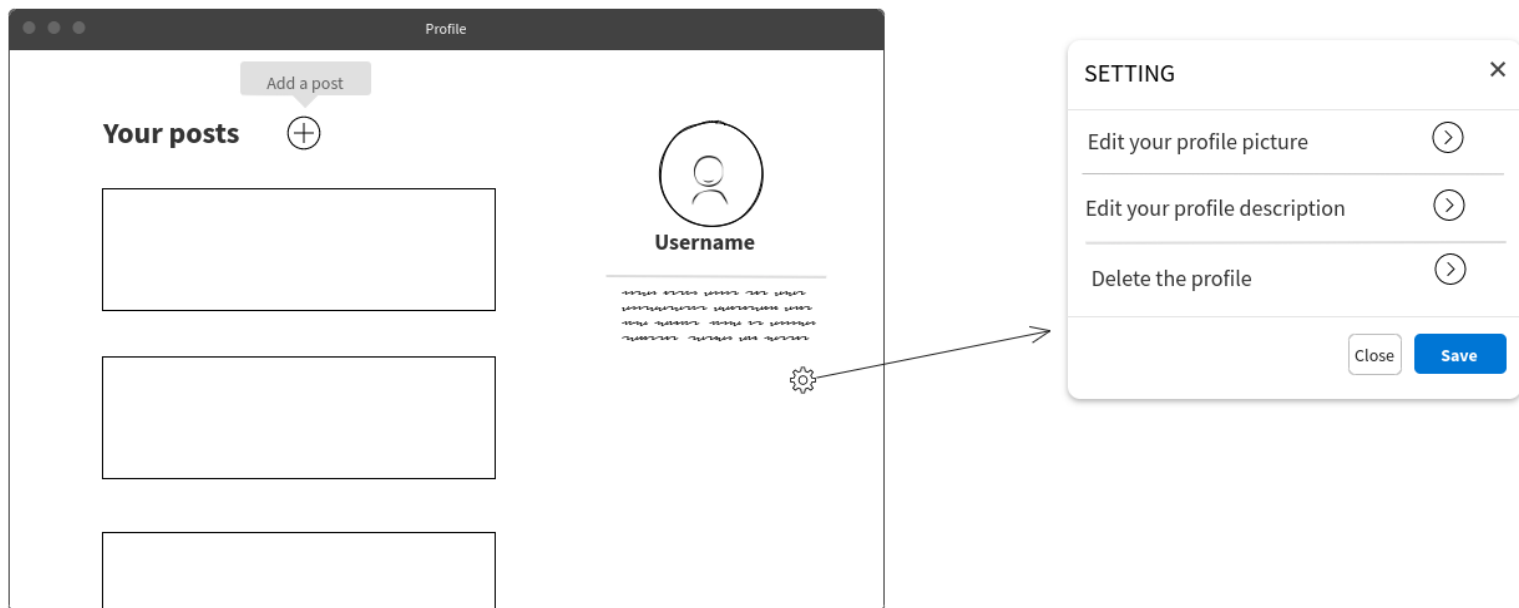 Profile
Add a post
Your posts
Username
SETTING
Edit your profile picture
Edit your profile description
Delete the profile
Close
Save